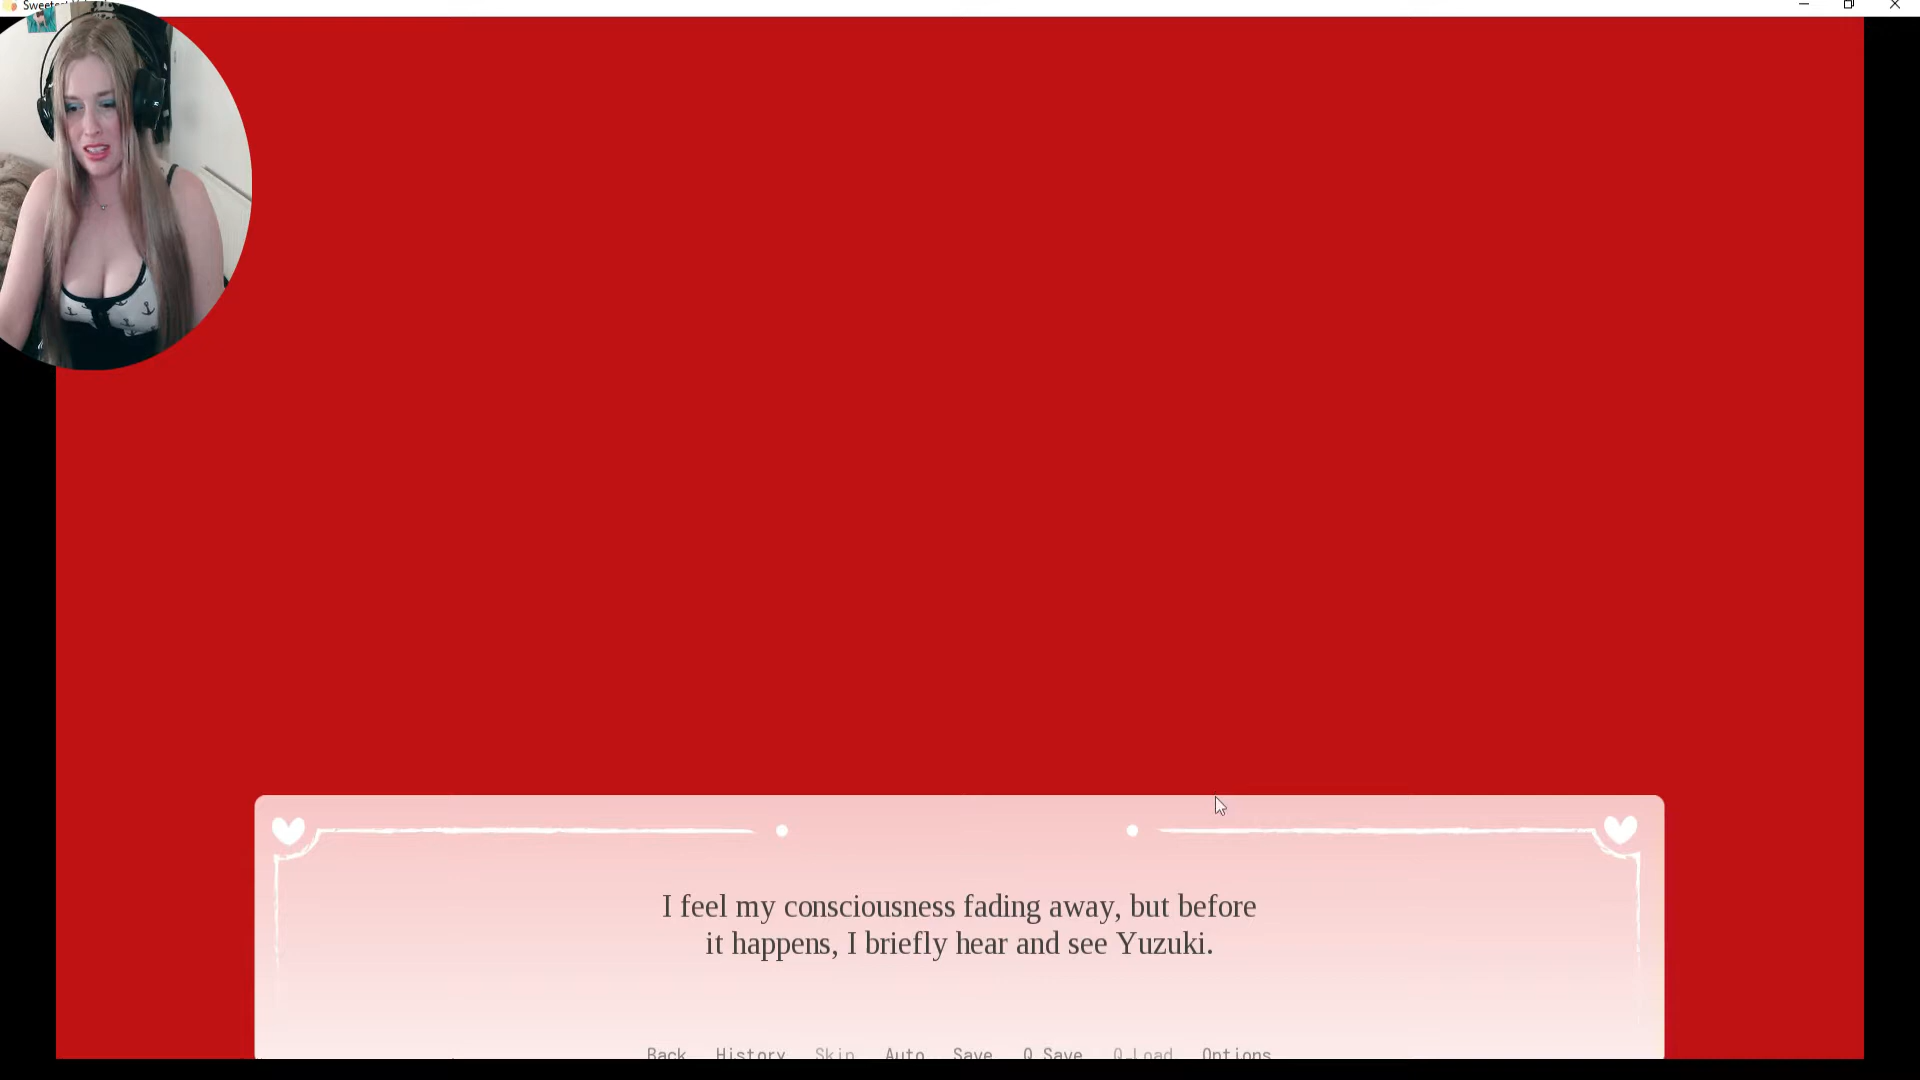 I feel my consciousness fading away, but before
it happens, I briefly hear and see Yuzuki.
Back History Skip Auto Save Q.Save Q.Load Options